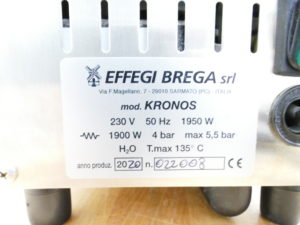 EFFEGI BREGA srl
Via F.Magellano, 7 - 29010 SARMATO (PC) - ITALIA
mod. KRONOS
230 V 50 Hz 1950 W
1900 W 4 bar max 5,5 bar
H₂O T.max 135° C
anno produz. 2020 n. 022008 CE